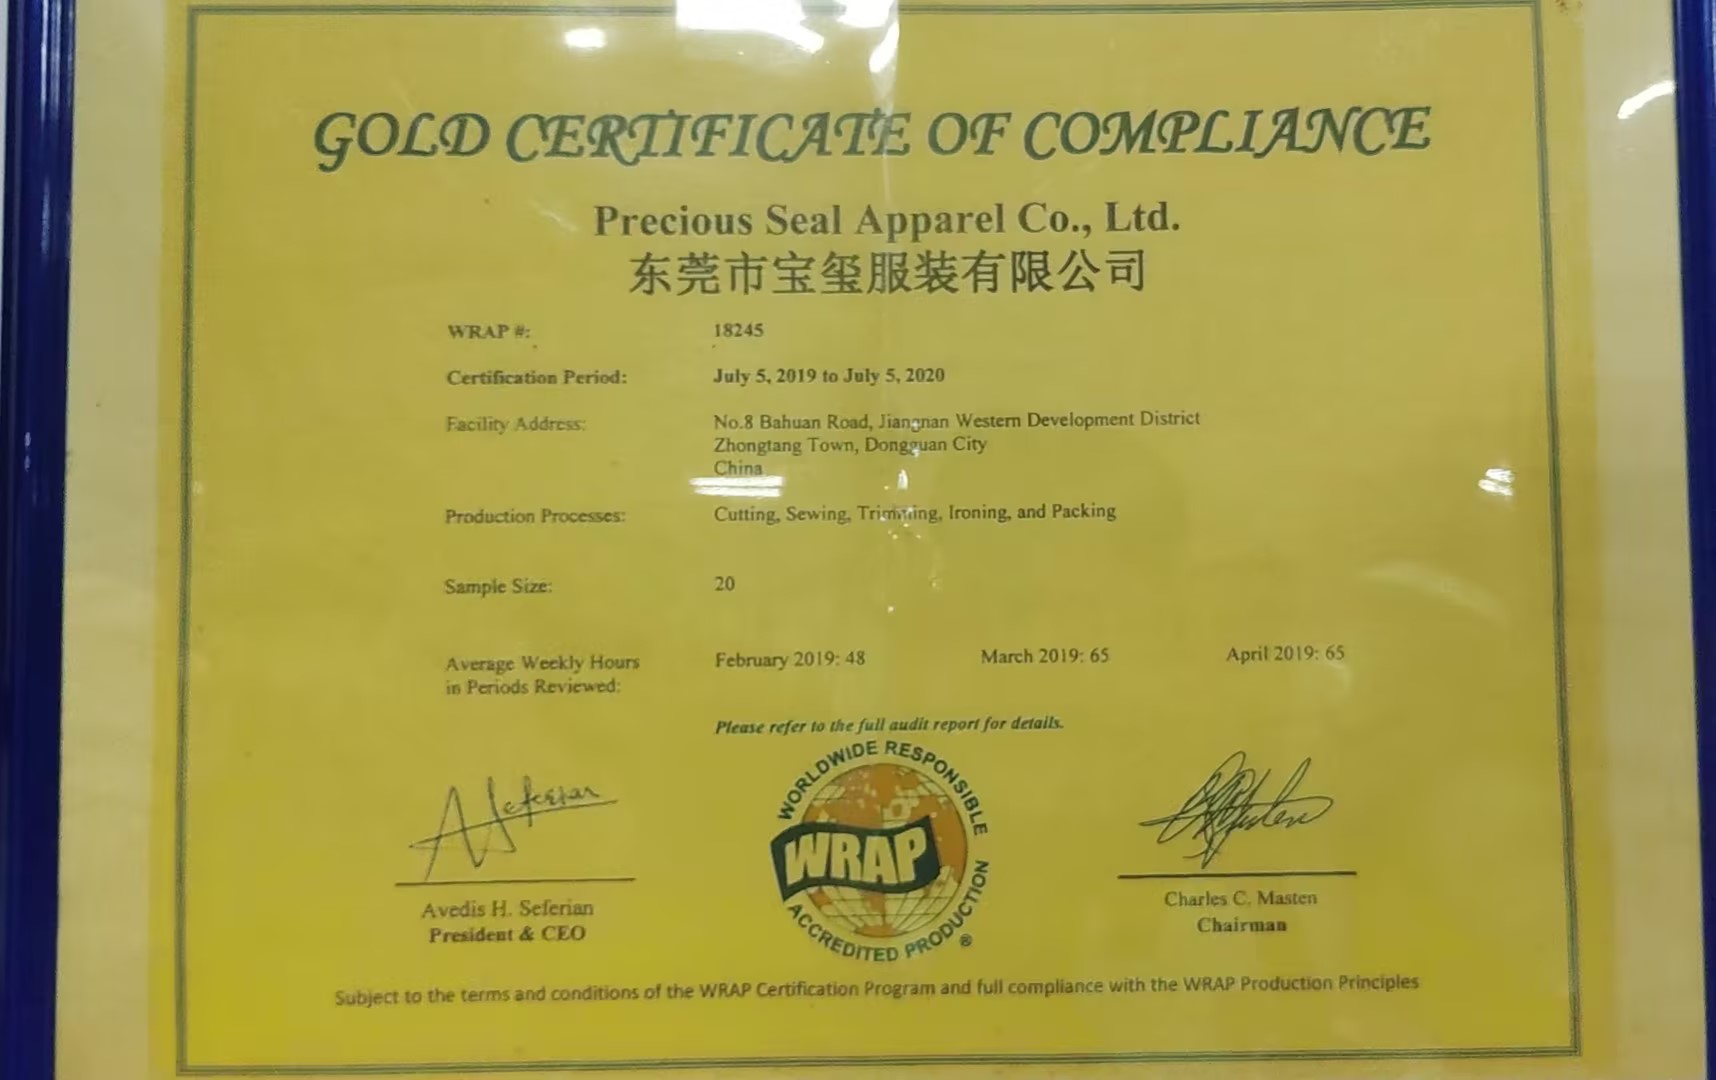 GOLD CERTIFICATE OF COMPLIANCE
Precious Seal Apparel Co., Ltd.
东莞市宝玺服装有限公司
WRAP #: 18245
Certification Period: July 5, 2019 to July 5, 2020
Facility Address: No.8 Bahuan Road, Jiangnan Western Development District
Zhongtang Town, Dongguan City
China
Production Processes: Cutting, Sewing, Trimming, Ironing, and Packing
Sample Size: 20
Average Weekly Hours February 2019: 48 March 2019: 65 April 2019: 65
in Periods Reviewed:
Please refer to the full audit report for details.
WORLDWIDE RESPONSIBLE
WRAP
ACCREDITED PRODUCTION ®
Avedis H. Seferian
President & CEO
Charles C. Masten
Chairman
Subject to the terms and conditions of the WRAP Certification Program and full compliance with the WRAP Production Principles